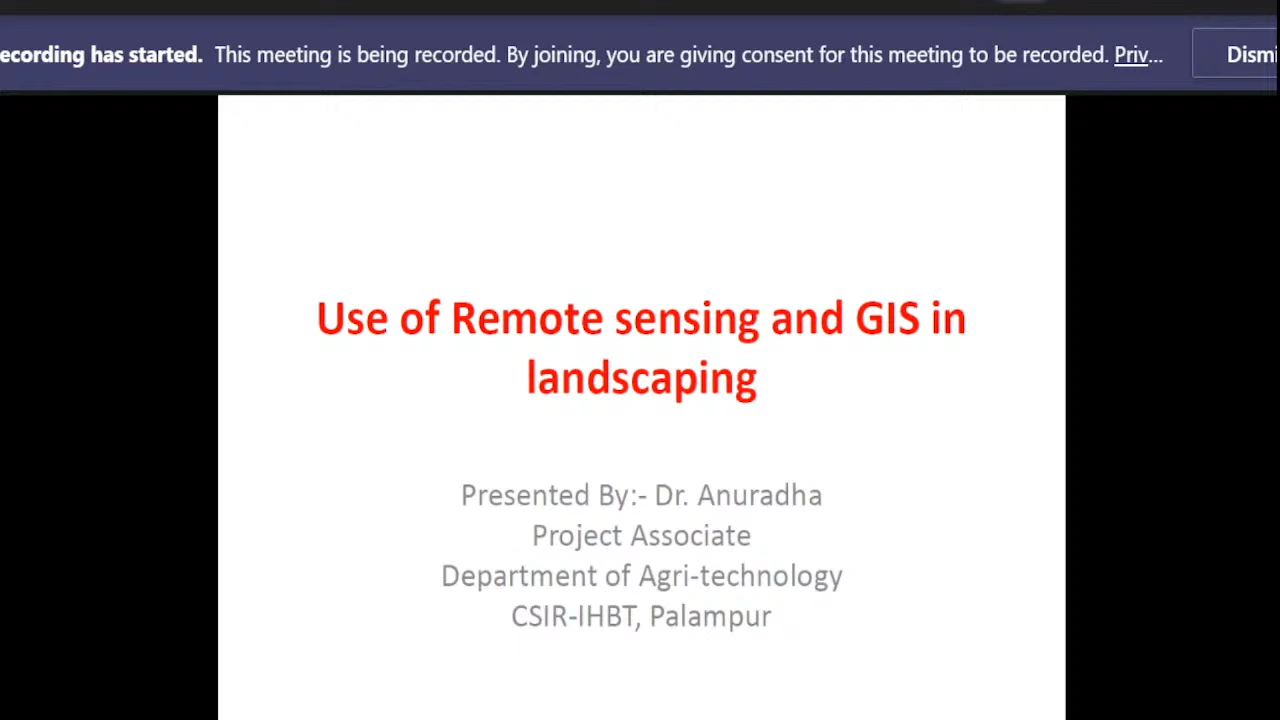 ecording has started. This meeting is being recorded. By joining, you are giving consent for this meeting to be recorded. Priv... Dismi
Use of Remote sensing and GIS in
landscaping
Presented By:- Dr. Anuradha
Project Associate
Department of Agri-technology
CSIR-IHBT, Palampur